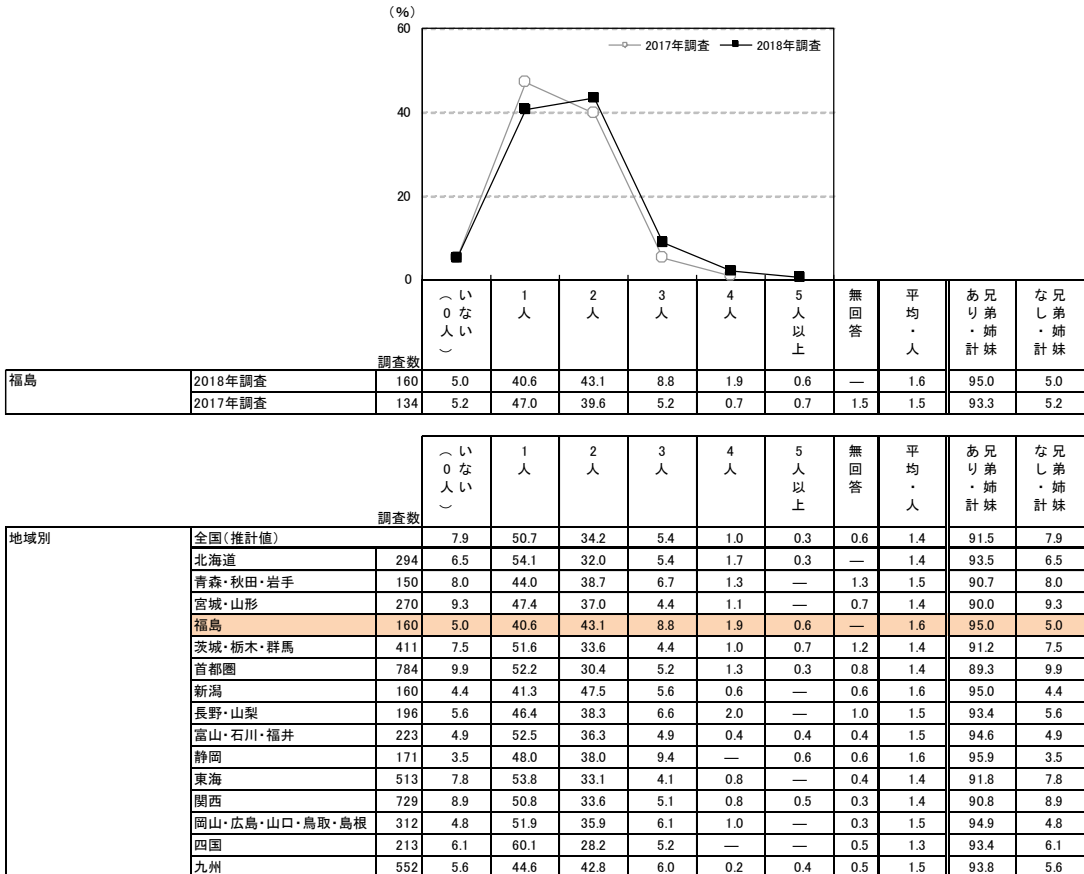 （％）
60
40
20
0
2017年調査 2018年調査
調査数 いない（0人） 1人 2人 3人 4人 5人以上 無回答 平均・人 兄弟姉妹あり・計 兄弟姉妹なし・計
福島 2018年調査 160 5.0 40.6 43.1 8.8 1.9 0.6 — 1.6 95.0 5.0
2017年調査 134 5.2 47.0 39.6 5.2 0.7 0.7 1.5 1.5 93.3 5.2
調査数 いない（0人） 1人 2人 3人 4人 5人以上 無回答 平均・人 兄弟姉妹あり・計 兄弟姉妹なし・計
地域別 全国（推計値） 7.9 50.7 34.2 5.4 1.0 0.3 0.6 1.4 91.5 7.9
北海道 294 6.5 54.1 32.0 5.4 1.7 0.3 — 1.4 93.5 6.5
青森・秋田・岩手 150 8.0 44.0 38.7 6.7 1.3 — 1.3 1.5 90.7 8.0
宮城・山形 270 9.3 47.4 37.0 4.4 1.1 — 0.7 1.4 90.0 9.3
福島 160 5.0 40.6 43.1 8.8 1.9 0.6 — 1.6 95.0 5.0
茨城・栃木・群馬 411 7.5 51.6 33.6 4.4 1.0 0.7 1.2 1.4 91.2 7.5
首都圏 784 9.9 52.2 30.4 5.2 1.3 0.3 0.8 1.4 89.3 9.9
新潟 160 4.4 41.3 47.5 5.6 0.6 — 0.6 1.6 95.0 4.4
長野・山梨 196 5.6 46.4 38.3 6.6 2.0 — 1.0 1.5 93.4 5.6
富山・石川・福井 223 4.9 52.5 36.3 4.9 0.4 0.4 0.4 1.5 94.6 4.9
静岡 171 3.5 48.0 38.0 9.4 — 0.6 0.6 1.6 95.9 3.5
東海 513 7.8 53.8 33.1 4.1 0.8 — 0.4 1.4 91.8 7.8
関西 729 8.9 50.8 33.6 5.1 0.8 0.5 0.3 1.4 90.8 8.9
岡山・広島・山口・鳥取・島根 312 4.8 51.9 35.9 6.1 1.0 — 0.3 1.5 94.9 4.8
四国 213 6.1 60.1 28.2 5.2 — — 0.5 1.3 93.4 6.1
九州 552 5.6 44.6 42.8 6.0 0.2 0.4 0.5 1.5 93.8 5.6